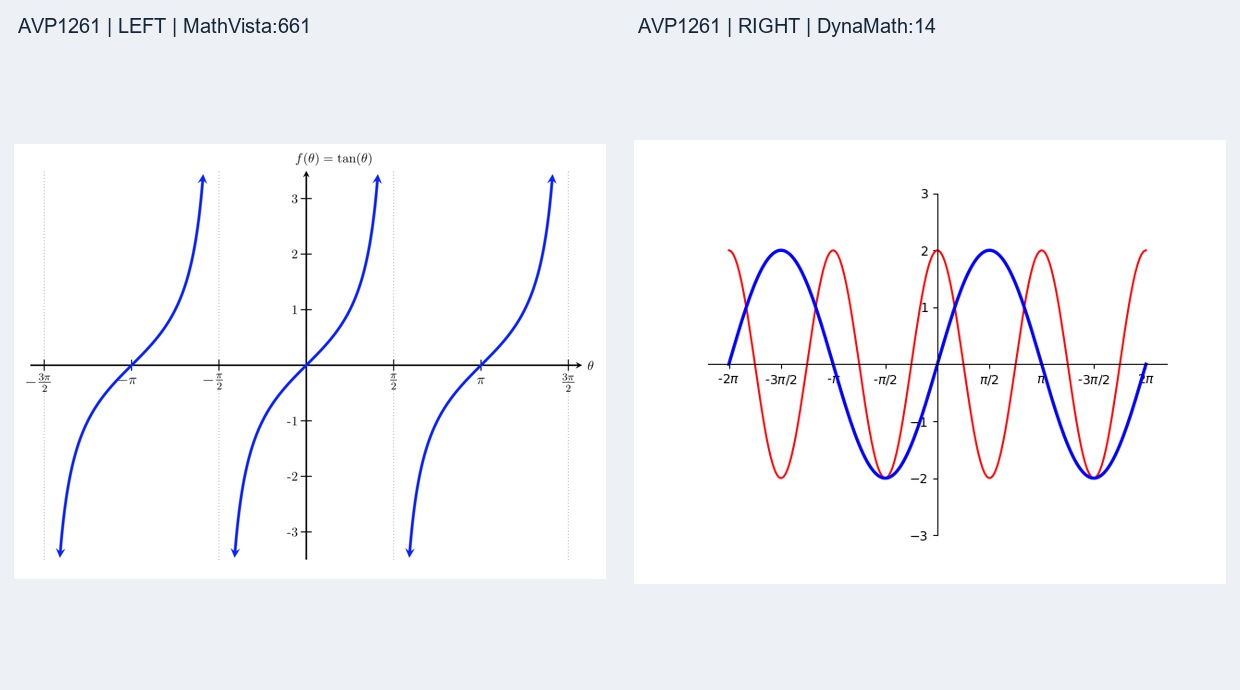 AVP1261 | LEFT | MathVista:661
AVP1261 | RIGHT | DynaMath:14
f(θ) = tan(θ)
3
2
1
-1
-2
-3
−3π/2
−π
−π/2
π/2
π
3π/2
θ
3
2
1
−1
−2
−3
-2π
-3π/2
-π
-π/2
π/2
π
-3π/2
2π